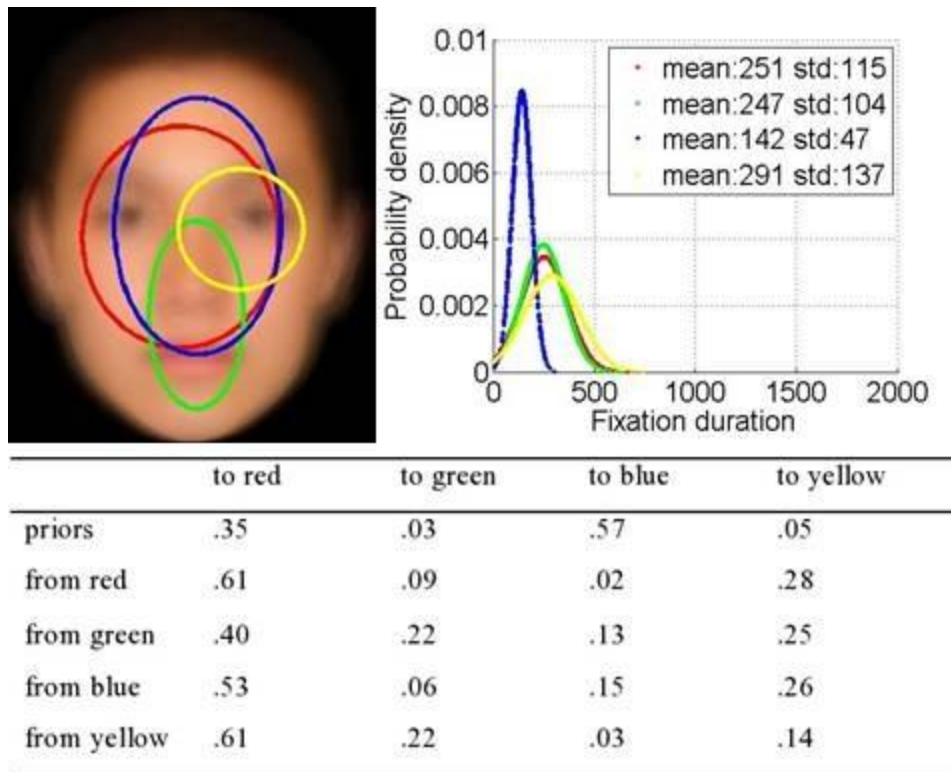 0.01
0.008
0.006
0.004
0.002
0
Probability density
mean:251 std:115
mean:247 std:104
mean:142 std:47
mean:291 std:137
0 500 1000 1500 2000
Fixation duration
to red to green to blue to yellow
priors .35 .03 .57 .05
from red .61 .09 .02 .28
from green .40 .22 .13 .25
from blue .53 .06 .15 .26
from yellow .61 .22 .03 .14